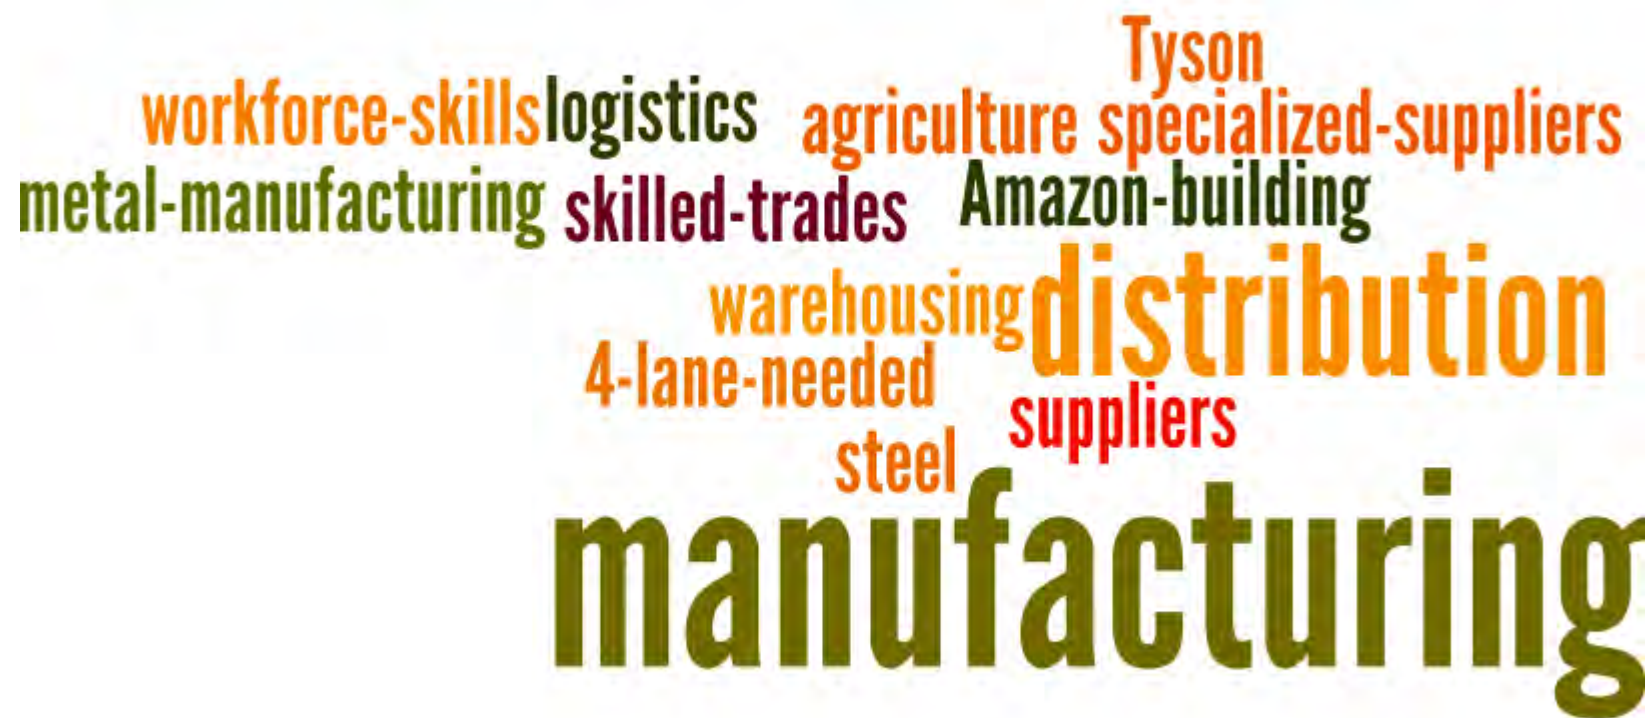 Tyson
workforce-skills logistics agriculture specialized-suppliers
metal-manufacturing skilled-trades Amazon-building
warehousing distribution
4-lane-needed suppliers
steel
manufacturing